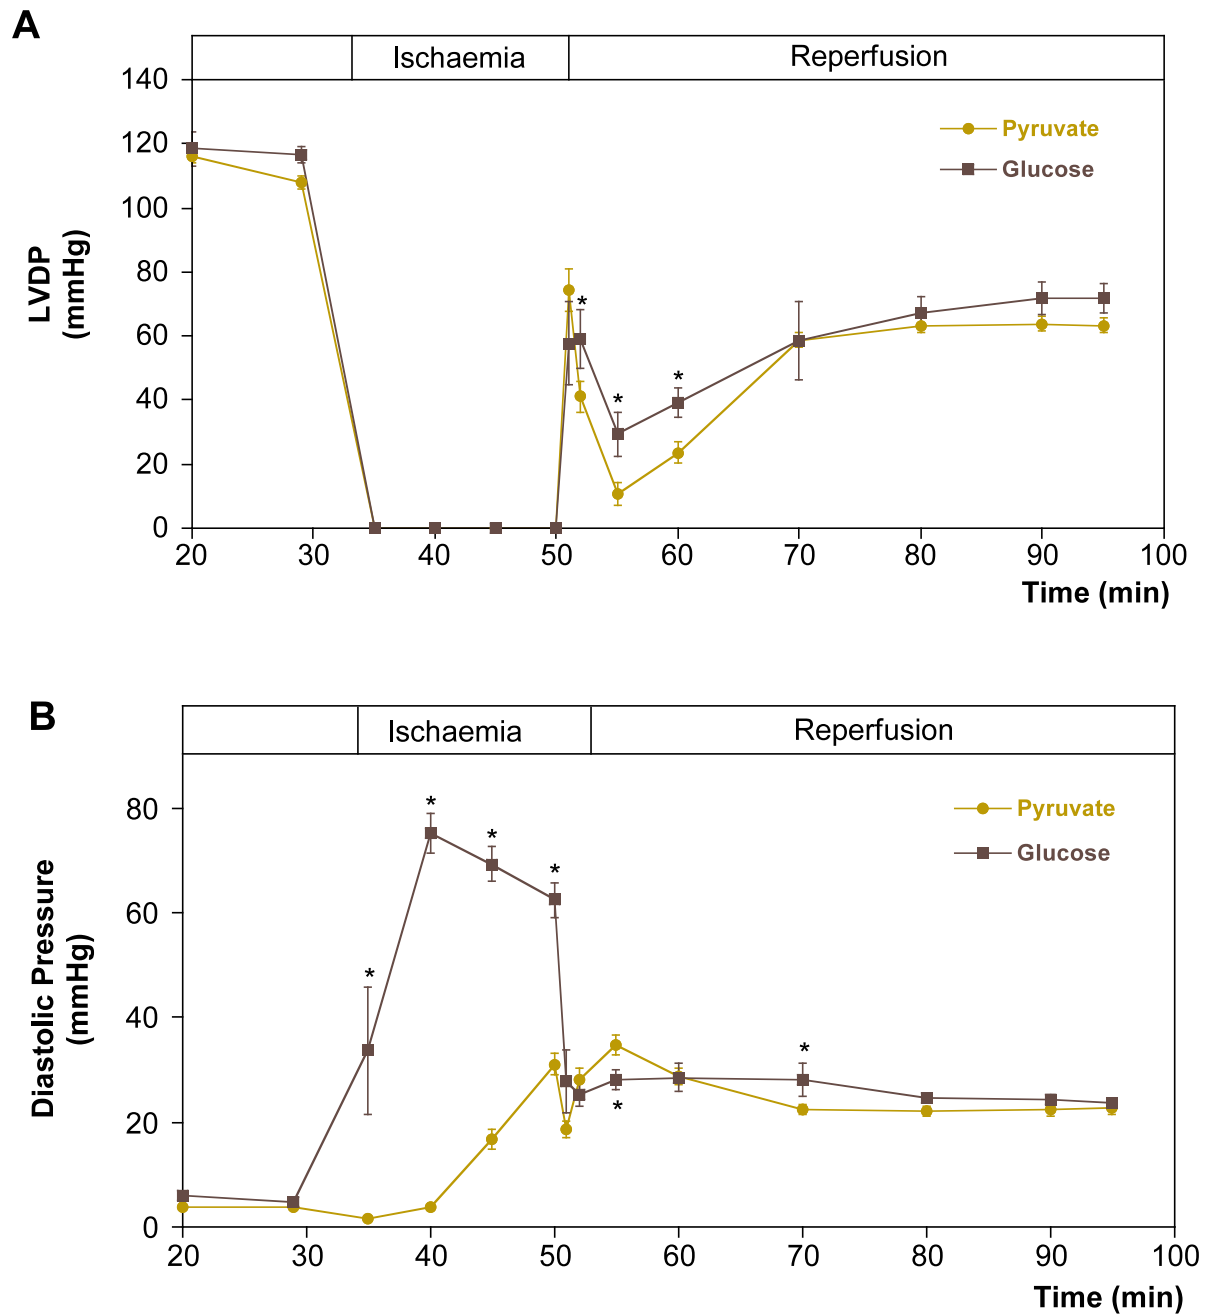 A
Ischaemia
Reperfusion
140
120
100
80
60
40
20
0
LVDP
(mmHg)
Pyruvate
Glucose
*
*
*
20 30 40 50 60 70 80 90 100
Time (min)
B
Ischaemia
Reperfusion
80
60
40
20
0
Diastolic Pressure
(mmHg)
Pyruvate
Glucose
*
*
*
*
*
*
20 30 40 50 60 70 80 90 100
Time (min)